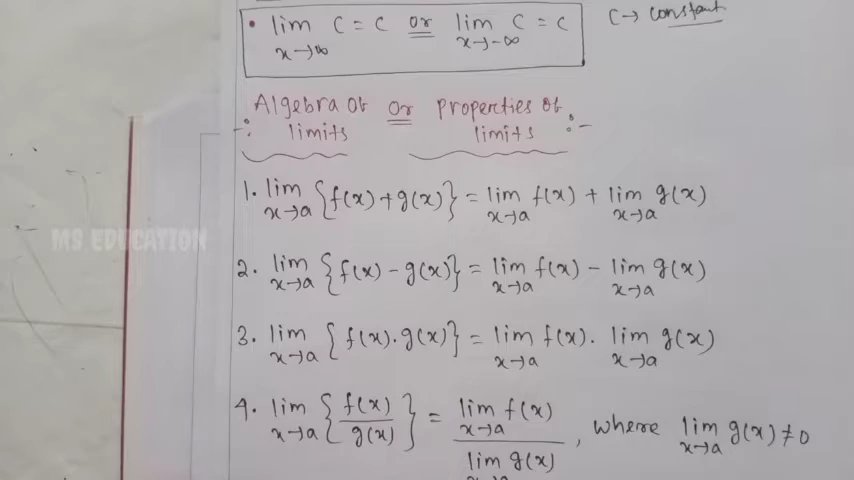 • lim C = C or lim C = C   C → constant
x→∞   x→-∞
-: Algebra of or properties of :-
limits   limits
1. lim {f(x) + g(x)} = lim f(x) + lim g(x)
x→a   x→a   x→a
2. lim {f(x) - g(x)} = lim f(x) - lim g(x)
x→a   x→a   x→a
MS EDUCATION
3. lim {f(x) . g(x)} = lim f(x) . lim g(x)
x→a   x→a   x→a
4. lim {f(x)/g(x)} = lim f(x) / lim g(x), where lim g(x) ≠ 0
x→a   x→a   x→a